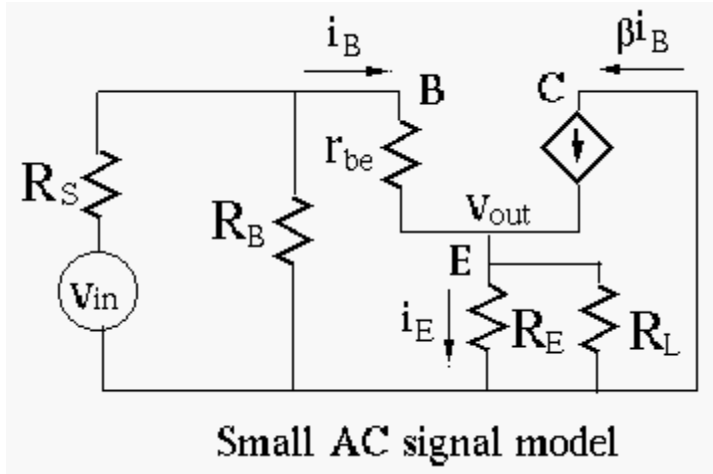 i_B
βi_B
B
C
r_be
R_S
R_B
v_out
E
v_in
i_E
R_E
R_L
Small AC signal model